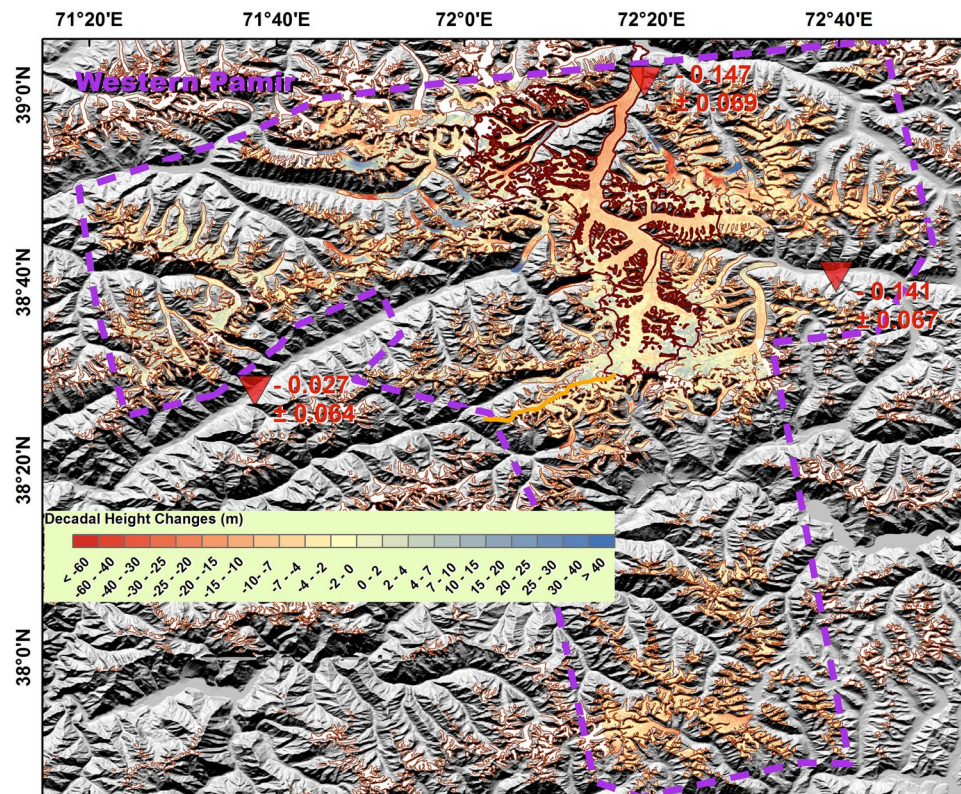 71°20'E 71°40'E 72°0'E 72°20'E 72°40'E
39°0'N
Western Pamir
- 0.147
± 0.069
38°40'N
- 0.141
± 0.067
- 0.027
± 0.064
38°20'N
Decadal Height Changes (m)
< -60
-60 - -40
-40 - -30
-30 - -25
-25 - -20
-20 - -15
-15 - -10
-10 - -7
-7 - -4
-4 - -2
-2 - 0
0 - 2
2 - 4
4 - 7
7 - 10
10 - 15
15 - 20
20 - 25
25 - 30
30 - 40
> 40
38°0'N